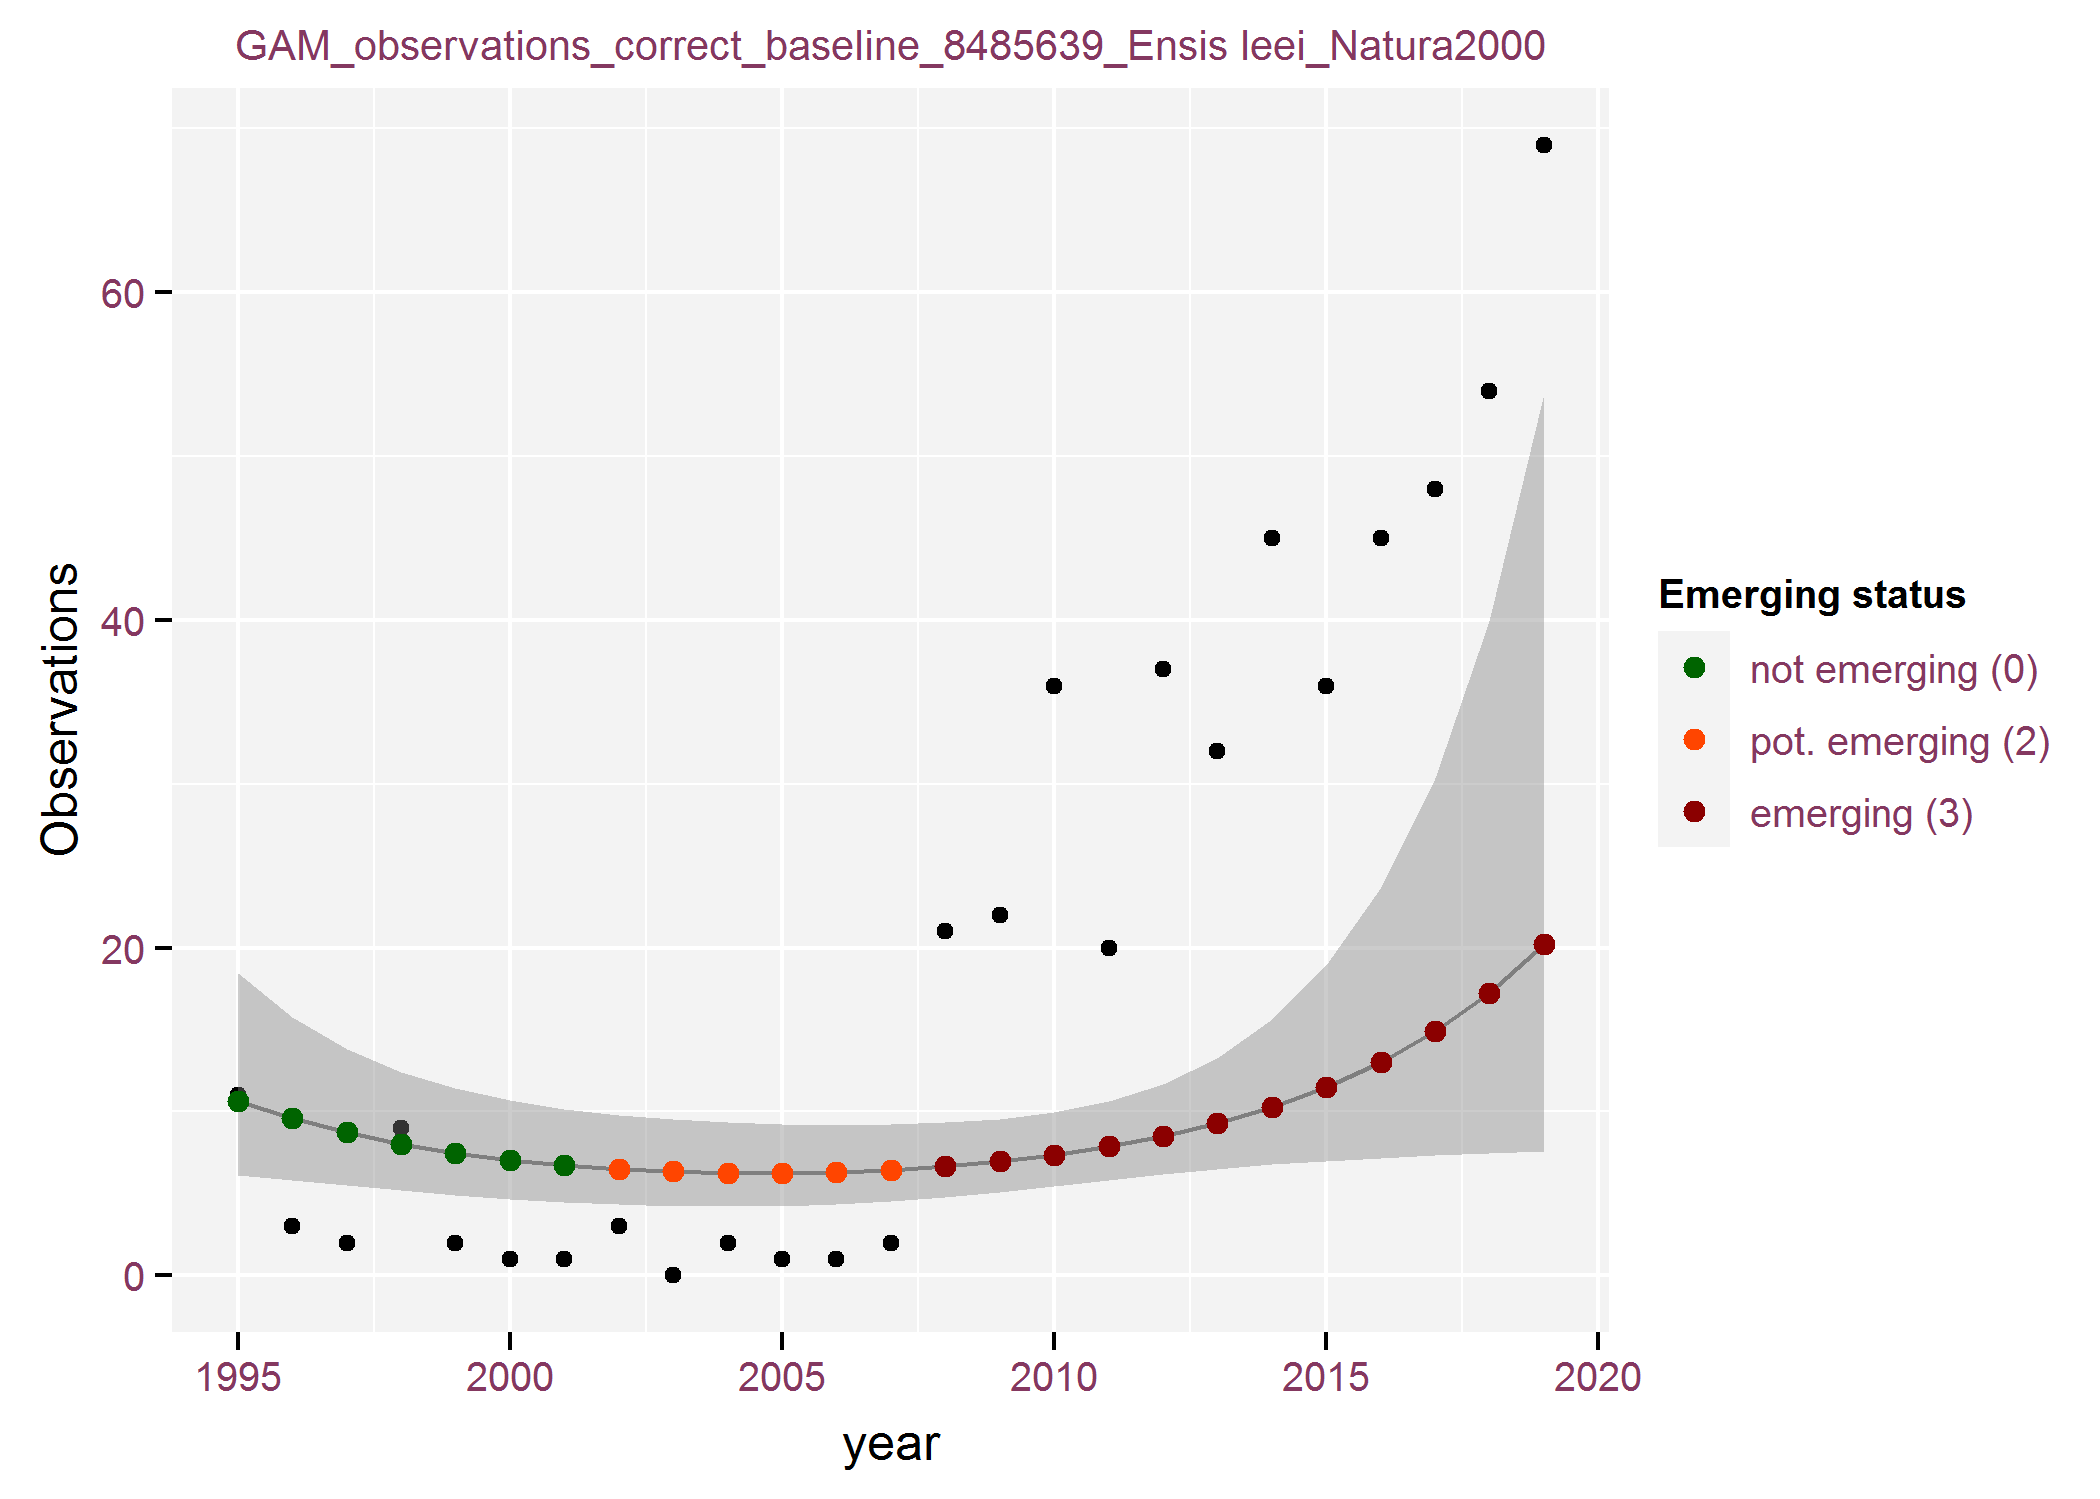 GAM_observations_correct_baseline_8485639_Ensis leei_Natura2000
Observations
60
40
20
0
1995 2000 2005 2010 2015 2020
year
Emerging status
not emerging (0)
pot. emerging (2)
emerging (3)